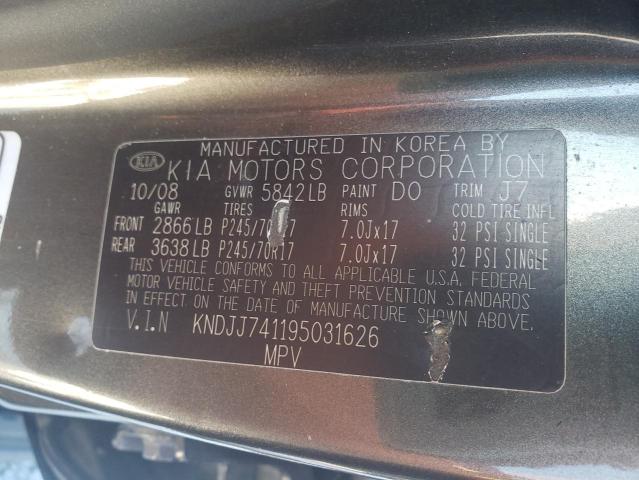 MANUFACTURED IN KOREA BY
KIA KIA MOTORS CORPORATION
10/08 GVWR 5842LB PAINT D0 TRIM J7
GAWR TIRES RIMS COLD TIRE INFL
FRONT 2866LB P245/70R17 7.0Jx17 32 PSI SINGLE
REAR 3638LB P245/70R17 7.0Jx17 32 PSI SINGLE
THIS VEHICLE CONFORMS TO ALL APPLICABLE U.S.A. FEDERAL
MOTOR VEHICLE SAFETY AND THEFT PREVENTION STANDARDS
IN EFFECT ON THE DATE OF MANUFACTURE SHOWN ABOVE.
V.I.N KNDJJ741195031626
MPV